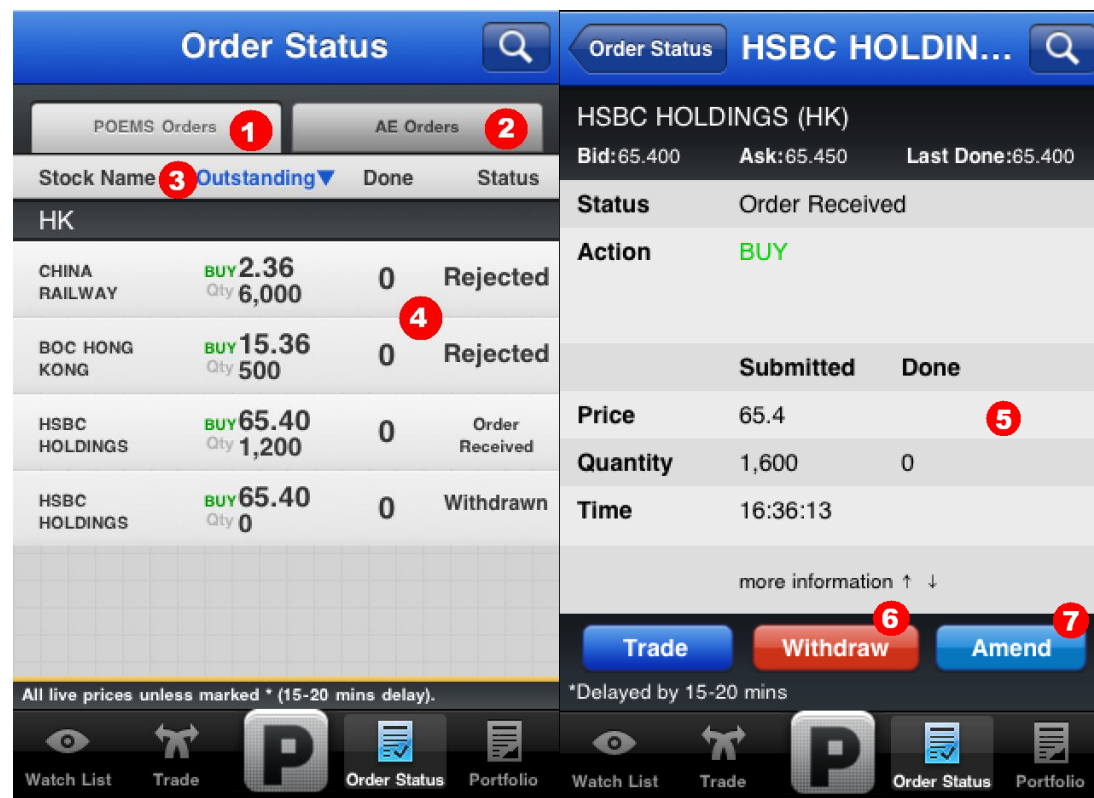 Order Status
POEMS Orders 1 AE Orders 2
Stock Name 3 Outstanding▼ Done Status
HK
CHINA RAILWAY BUY 2.36 Qty 6,000 0 Rejected
4
BOC HONG KONG BUY 15.36 Qty 500 0 Rejected
HSBC HOLDINGS BUY 65.40 Qty 1,200 0 Order Received
HSBC HOLDINGS BUY 65.40 Qty 0 0 Withdrawn
All live prices unless marked * (15-20 mins delay).
Watch List Trade P Order Status Portfolio
Order Status HSBC HOLDIN...
HSBC HOLDINGS (HK)
Bid:65.400 Ask:65.450 Last Done:65.400
Status Order Received
Action BUY
Submitted Done
Price 65.4 5
Quantity 1,600 0
Time 16:36:13
more information ↑ ↓
6 7
Trade Withdraw Amend
*Delayed by 15-20 mins
Watch List Trade P Order Status Portfolio